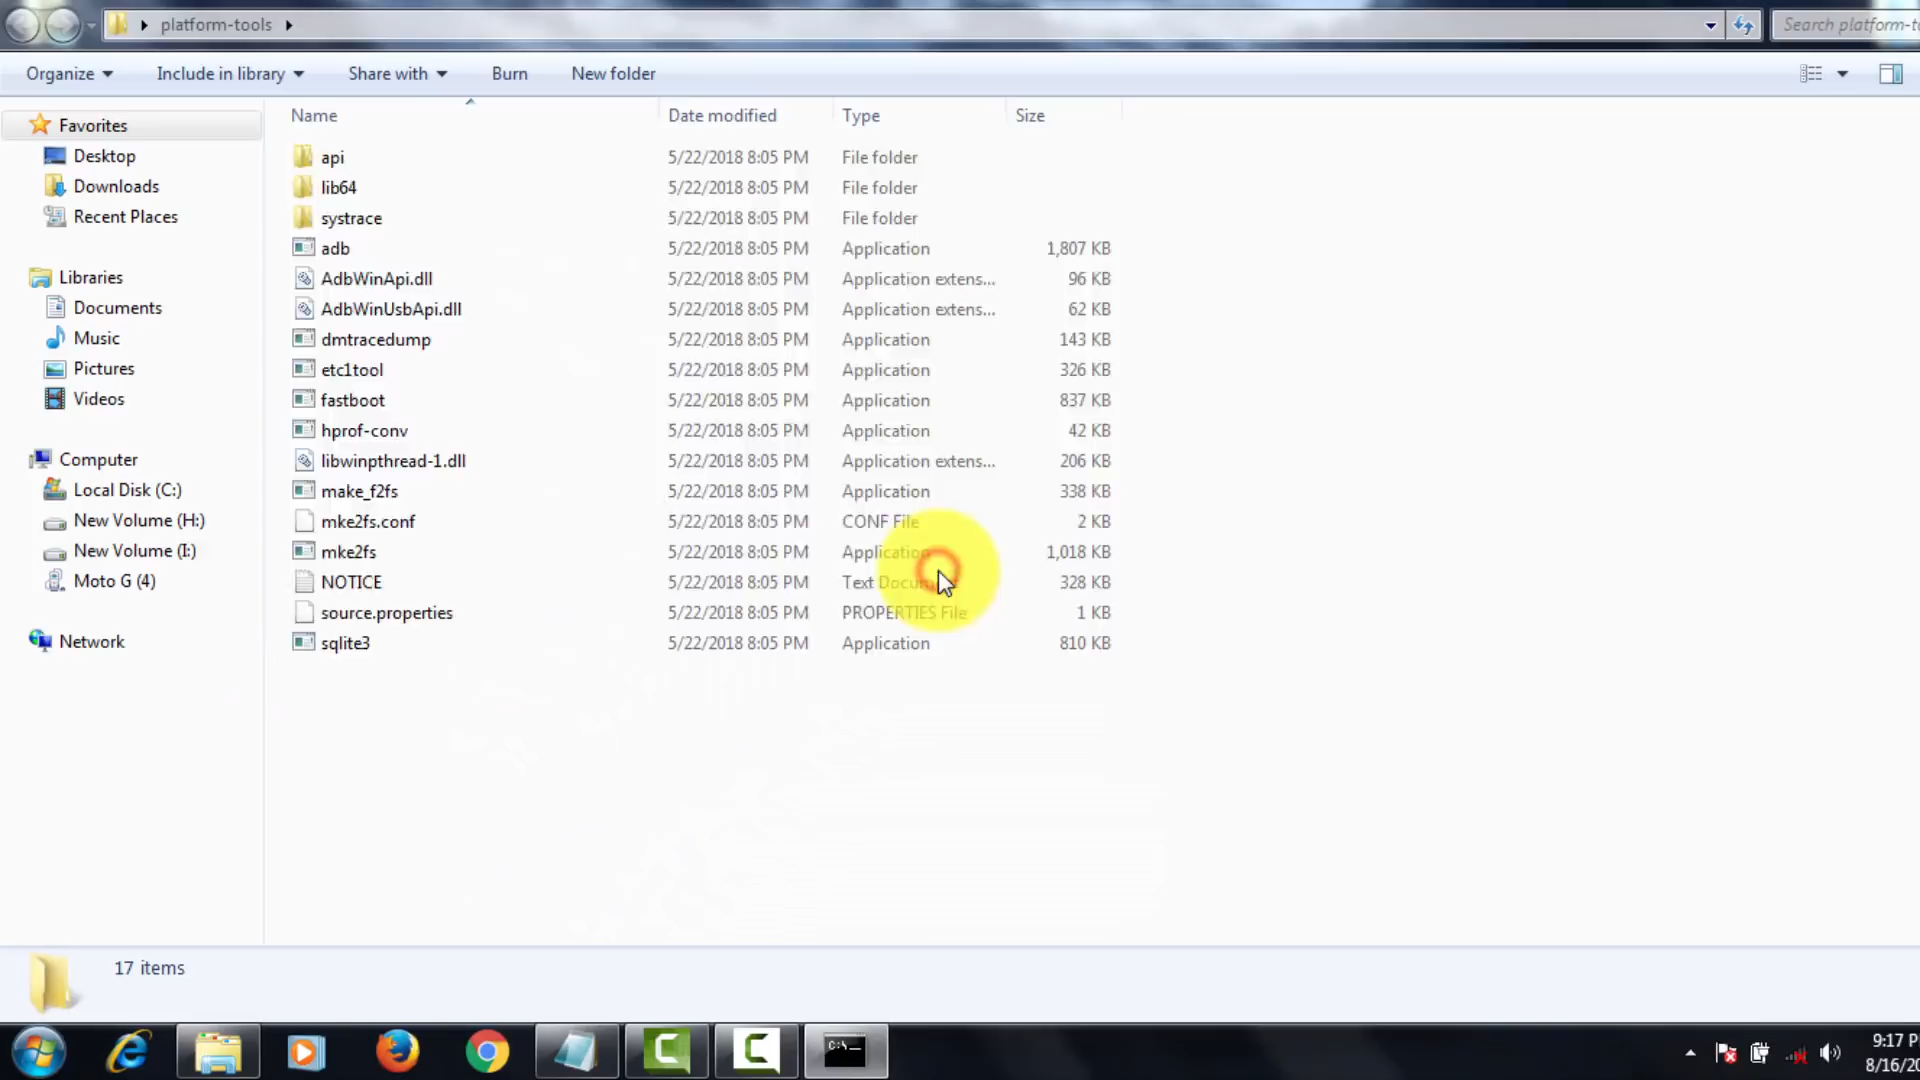 platform-tools
Search platform-to
Organize Include in library Share with Burn New folder
Name Date modified Type Size
Favorites
Desktop
Downloads
Recent Places
Libraries
Documents
Music
Pictures
Videos
Computer
Local Disk (C:)
New Volume (H:)
New Volume (I:)
Moto G (4)
Network
api 5/22/2018 8:05 PM File folder
lib64 5/22/2018 8:05 PM File folder
systrace 5/22/2018 8:05 PM File folder
adb 5/22/2018 8:05 PM Application 1,807 KB
AdbWinApi.dll 5/22/2018 8:05 PM Application extens... 96 KB
AdbWinUsbApi.dll 5/22/2018 8:05 PM Application extens... 62 KB
dmtracedump 5/22/2018 8:05 PM Application 143 KB
etc1tool 5/22/2018 8:05 PM Application 326 KB
fastboot 5/22/2018 8:05 PM Application 837 KB
hprof-conv 5/22/2018 8:05 PM Application 42 KB
libwinpthread-1.dll 5/22/2018 8:05 PM Application extens... 206 KB
make_f2fs 5/22/2018 8:05 PM Application 338 KB
mke2fs.conf 5/22/2018 8:05 PM CONF File 2 KB
mke2fs 5/22/2018 8:05 PM Application 1,018 KB
NOTICE 5/22/2018 8:05 PM Text Document 328 KB
source.properties 5/22/2018 8:05 PM PROPERTIES File 1 KB
sqlite3 5/22/2018 8:05 PM Application 810 KB
17 items
C:\
9:17 P
8/16/20